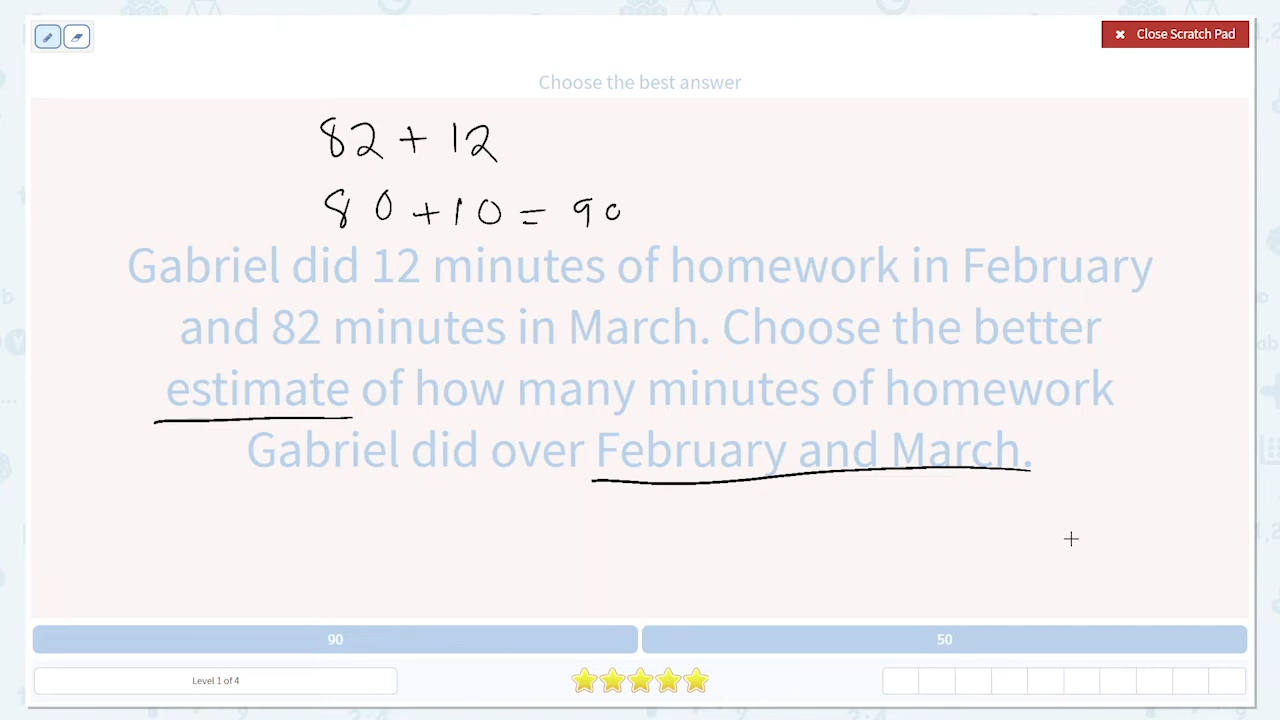 Close Scratch Pad
Choose the best answer
82 + 12
80 + 10 = 90
Gabriel did 12 minutes of homework in February
and 82 minutes in March. Choose the better
estimate of how many minutes of homework
Gabriel did over February and March.
90
50
Level 1 of 4